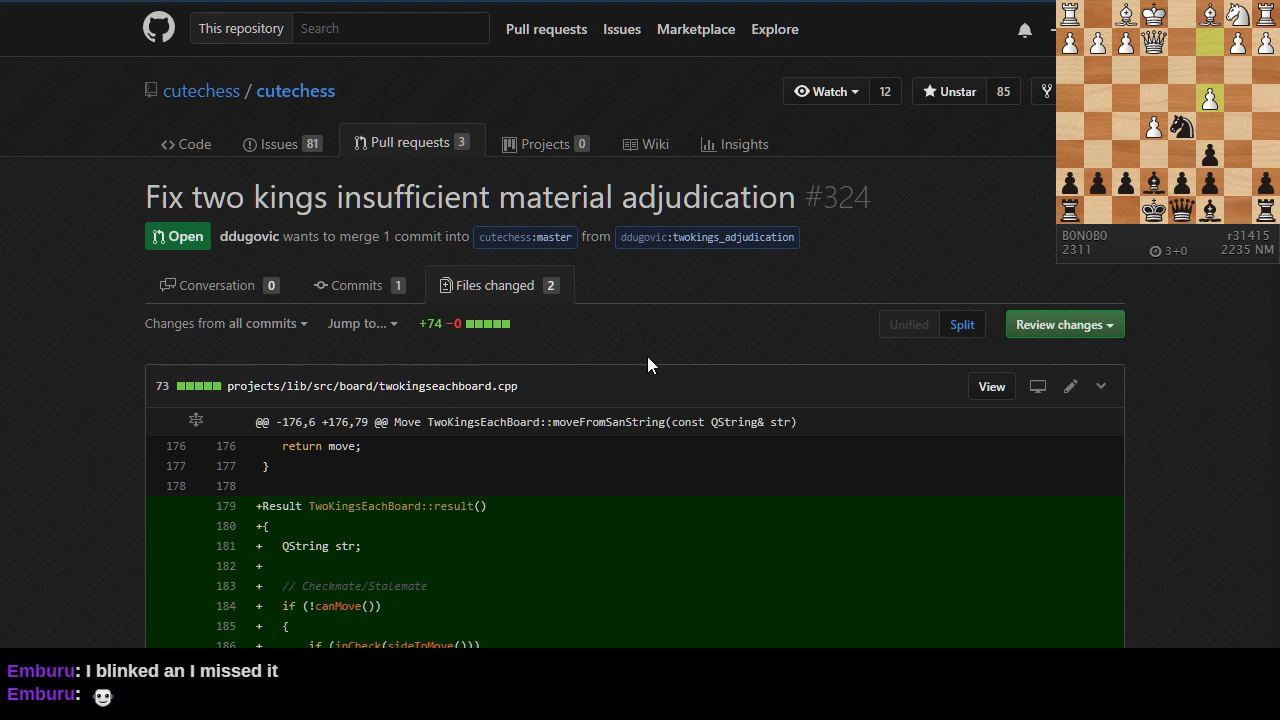 This repository Search Pull requests Issues Marketplace Explore
cutechess / cutechess Watch 12 Unstar 85
Code Issues 81 Pull requests 3 Projects 0 Wiki Insights
Fix two kings insufficient material adjudication #324
Open ddugovic wants to merge 1 commit into cutechess:master from ddugovic:twokings_adjudication
B0N0B0 r31415
2311 3+0 2235 NM
Conversation 0 Commits 1 Files changed 2
Changes from all commits Jump to... +74 −0 Unified Split Review changes
73 projects/lib/src/board/twokingseachboard.cpp View
@@ -176,6 +176,79 @@ Move TwoKingsEachBoard::moveFromSanString(const QString& str)
176 176 return move;
177 177 }
178 178
179 +Result TwoKingsEachBoard::result()
180 +{
181 + QString str;
182 +
183 + // Checkmate/Stalemate
184 + if (!canMove())
185 + {
186 + if (inCheck(sideToMove()))
Emburu: I blinked an I missed it
Emburu: